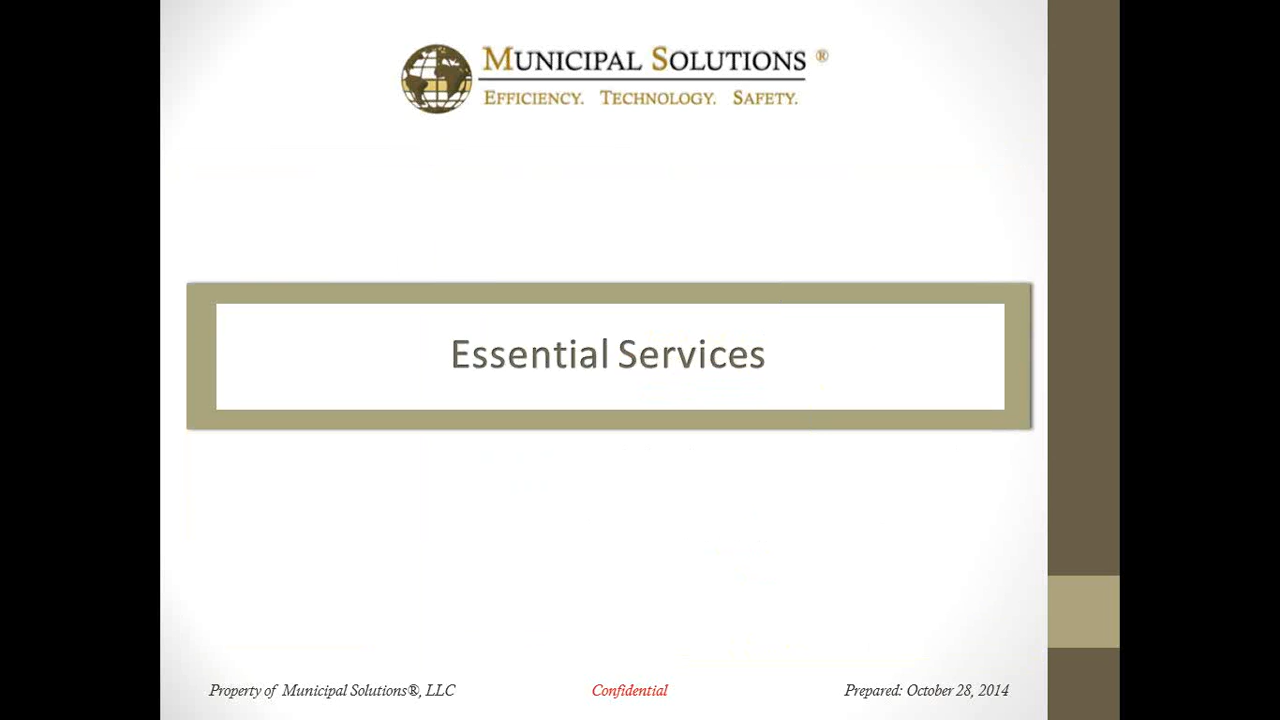 MUNICIPAL SOLUTIONS ®
EFFICIENCY. TECHNOLOGY. SAFETY.
Essential Services
Property of Municipal Solutions®, LLC
Confidential
Prepared: October 28, 2014